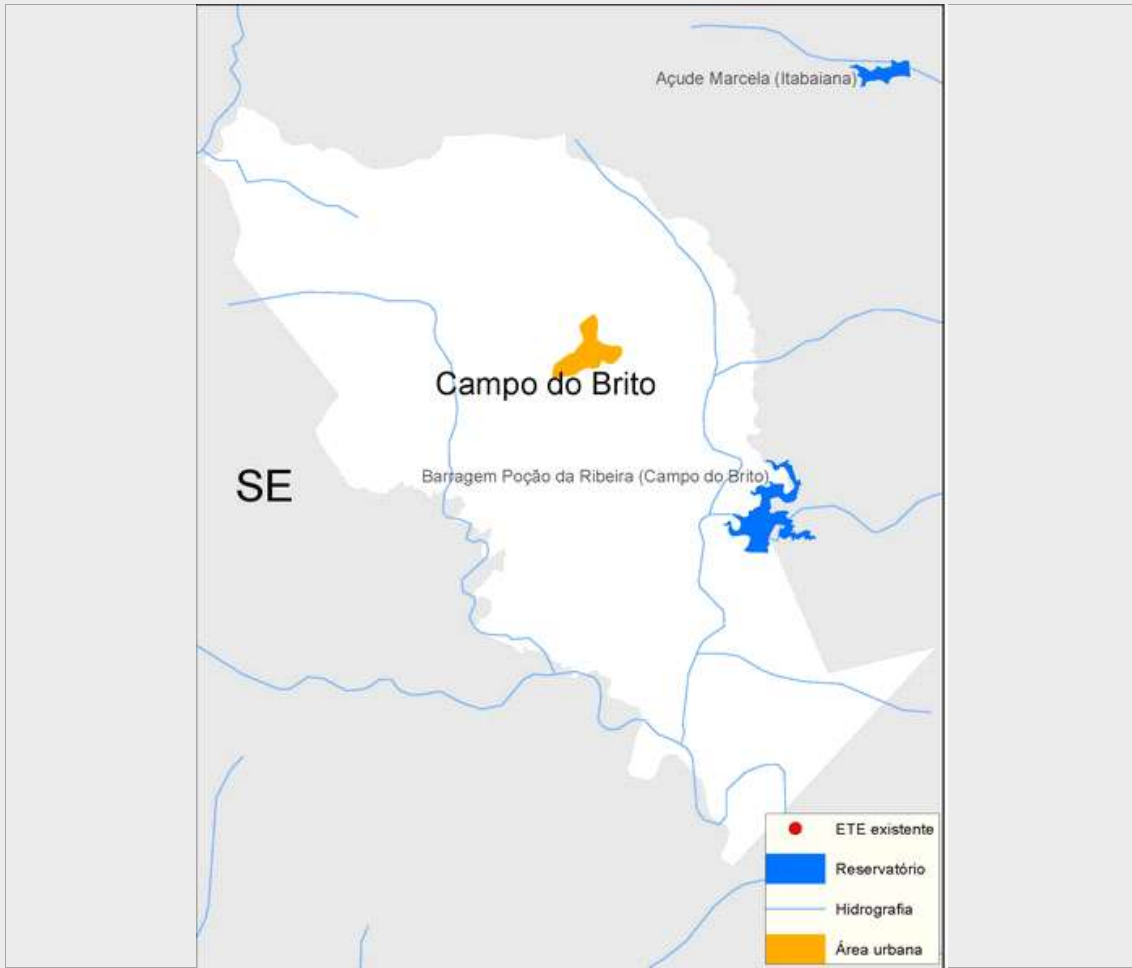 Açude Marcela (Itabaiana)
Campo do Brito
Barragem Poção da Ribeira (Campo do Brito)
SE
ETE existente
Reservatório
Hidrografia
Área urbana